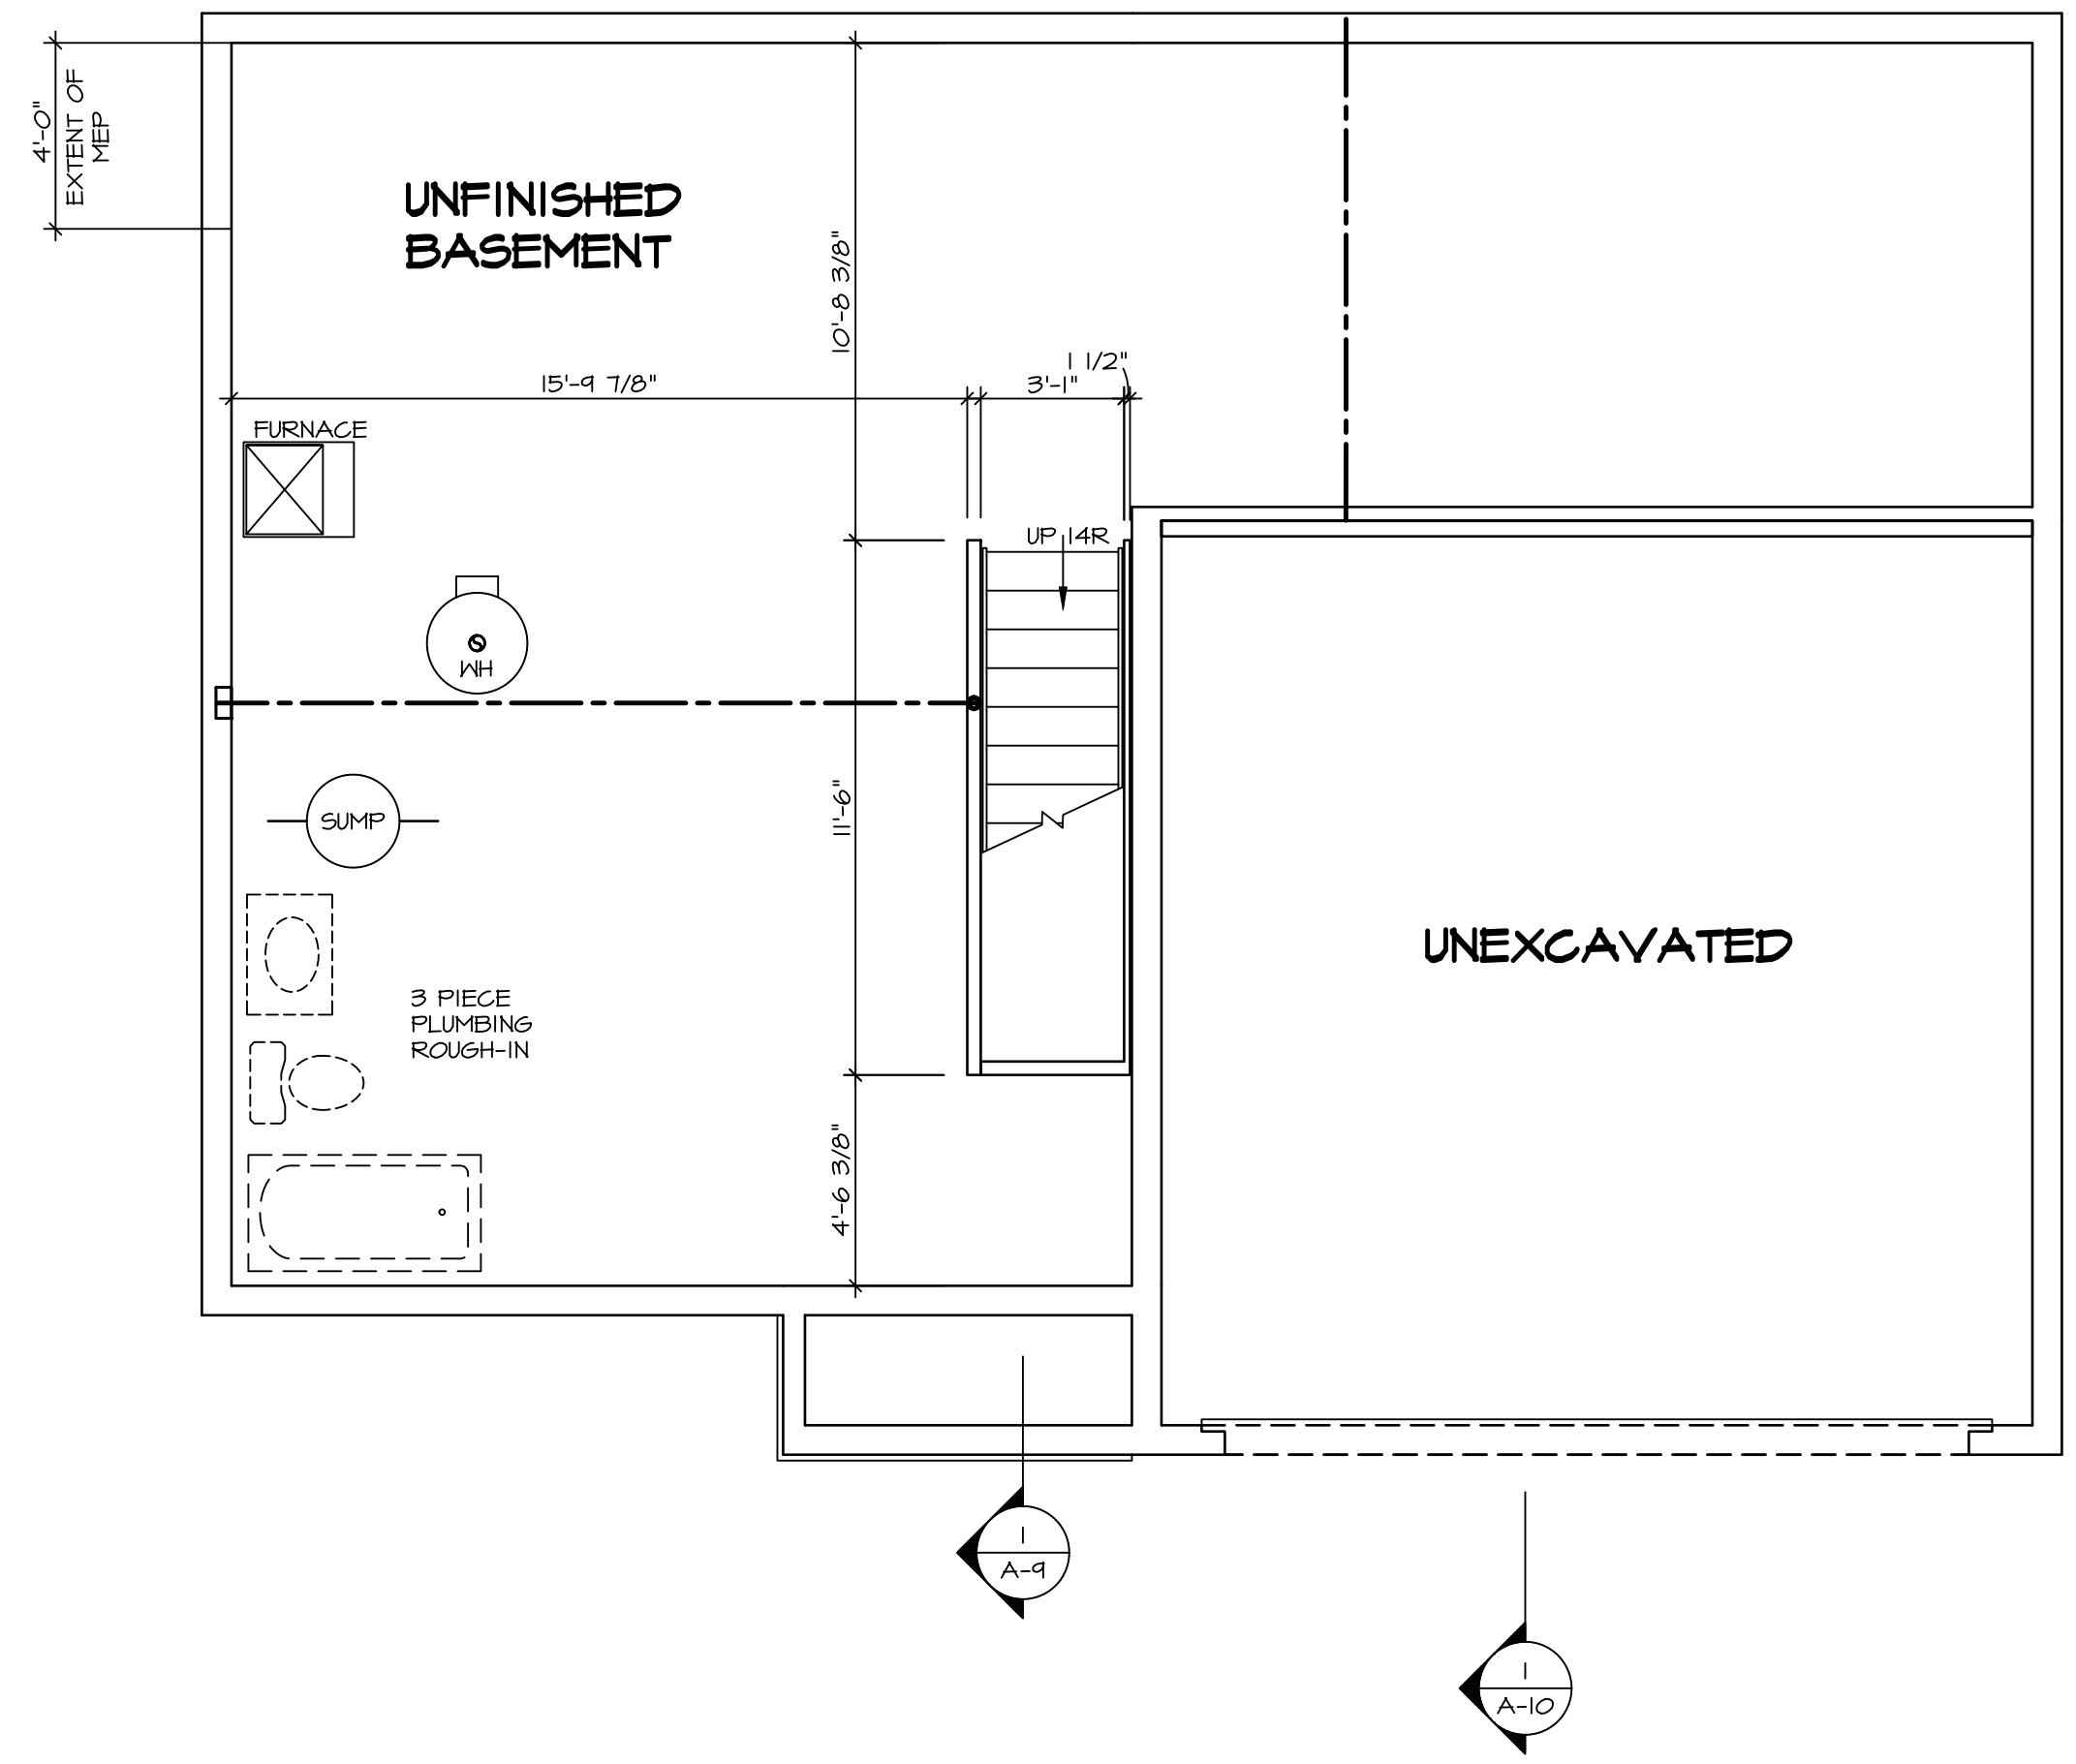 4'-0"
EXTENT OF
MEP
UNFINISHED
BASEMENT
10'-8 3/8"
15'-9 7/8"
1 1/2"
3'-1"
FURNACE
UP 14R
WH
SUMP
11'-6"
UNEXCAVATED
3 PIECE
PLUMBING
ROUGH-IN
4'-6 3/8"
1
A-9
1
A-10